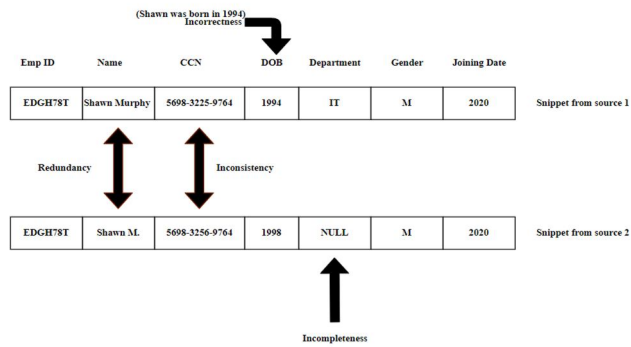 (Shawn was born in 1994)
Incorrectness
Emp ID Name CCN DOB Department Gender Joining Date
EDGH78T Shawn Murphy 5698-3225-9764 1994 IT M 2020 Snippet from source 1
Redundancy Inconsistency
EDGH78T Shawn M. 5698-3256-9764 1998 NULL M 2020 Snippet from source 2
Incompleteness